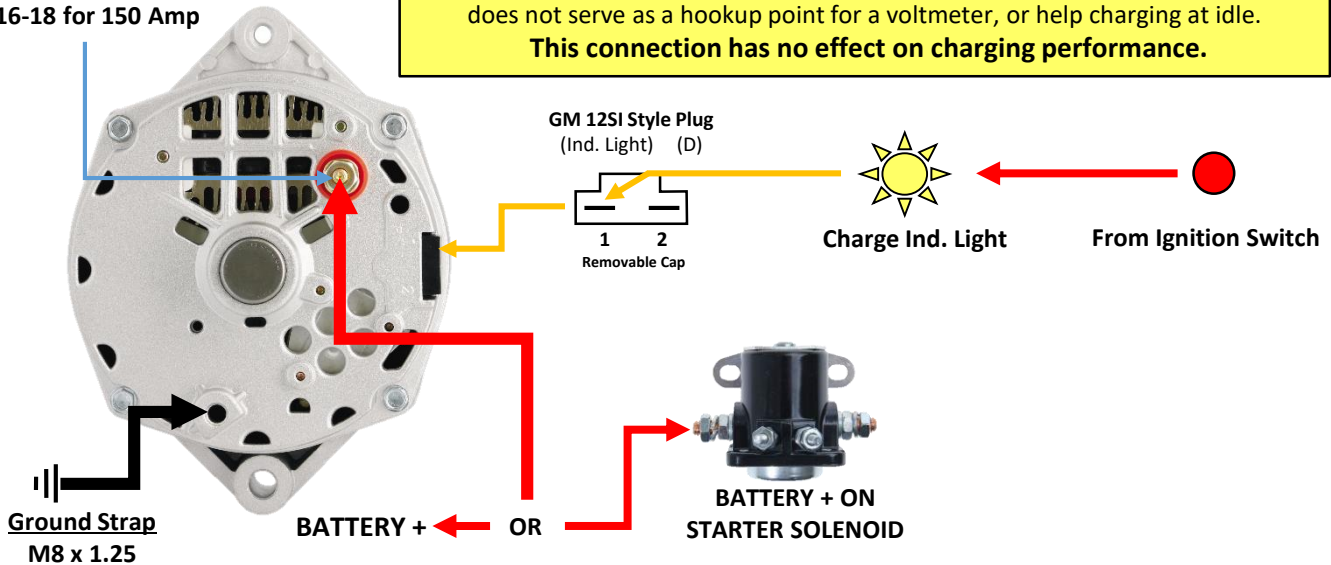 16-18 for 150 Amp
does not serve as a hookup point for a voltmeter, or help charging at idle.
This connection has no effect on charging performance.
GM 12SI Style Plug
(Ind. Light) (D)
1 2
Removable Cap
Charge Ind. Light
From Ignition Switch
Ground Strap
M8 x 1.25
BATTERY +
OR
BATTERY + ON
STARTER SOLENOID